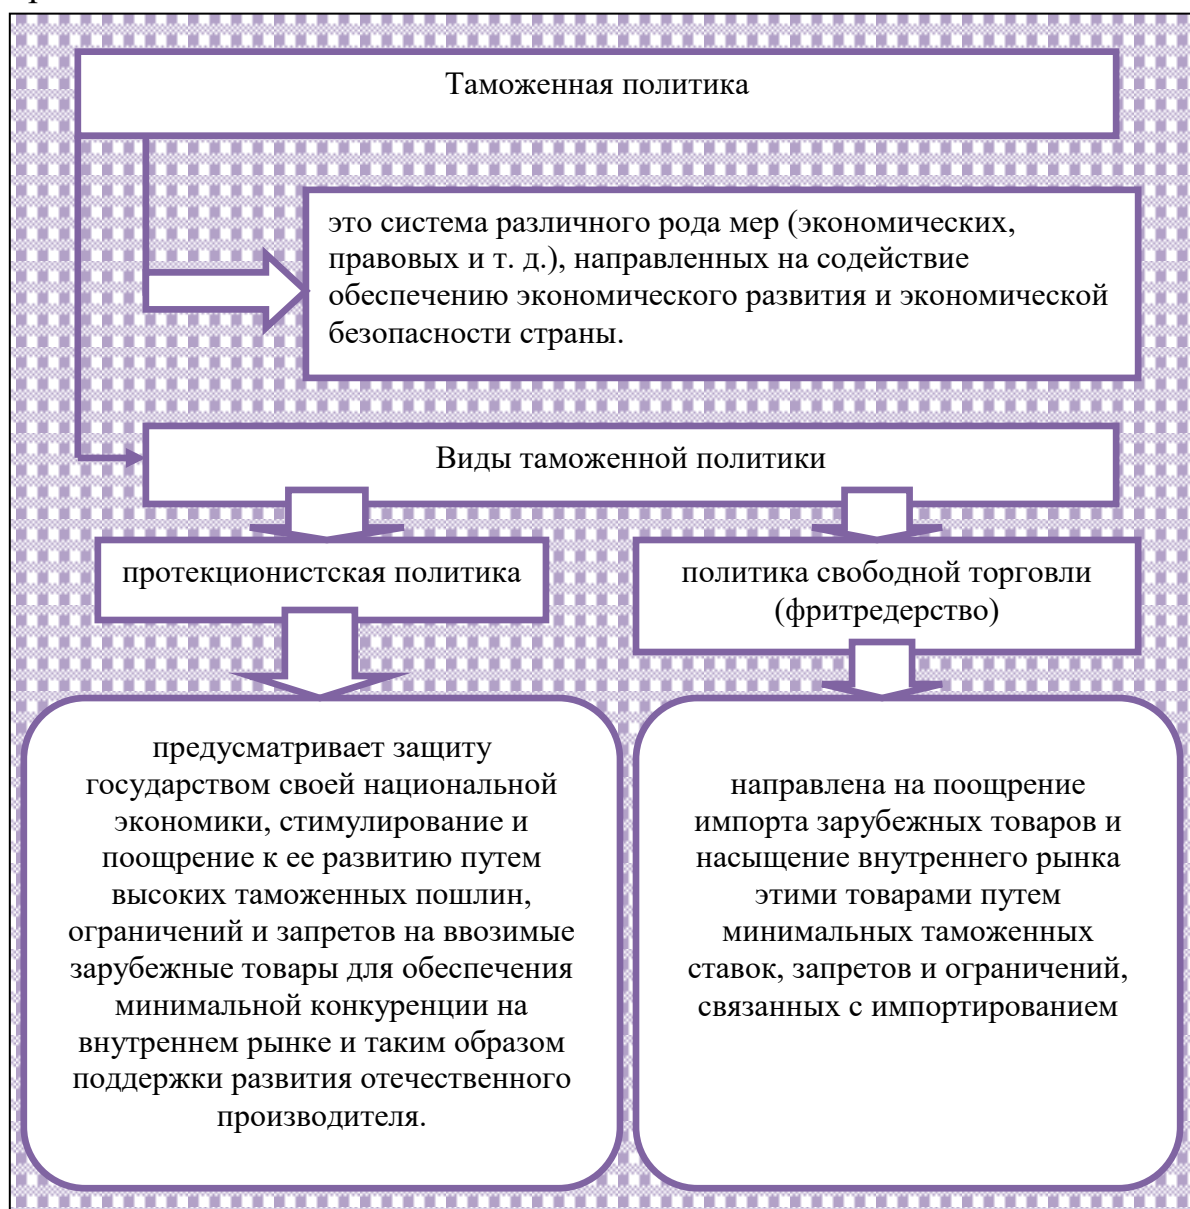 Таможенная политика
это система различного рода мер (экономических,
правовых и т. д.), направленных на содействие
обеспечению экономического развития и экономической
безопасности страны.
Виды таможенной политики
протекционистская политика
политика свободной торговли
(фритредерство)
предусматривает защиту
государством своей национальной
экономики, стимулирование и
поощрение к ее развитию путем
высоких таможенных пошлин,
ограничений и запретов на ввозимые
зарубежные товары для обеспечения
минимальной конкуренции на
внутреннем рынке и таким образом
поддержки развития отечественного
производителя.
направлена на поощрение
импорта зарубежных товаров и
насыщение внутреннего рынка
этими товарами путем
минимальных таможенных
ставок, запретов и ограничений,
связанных с импортированием